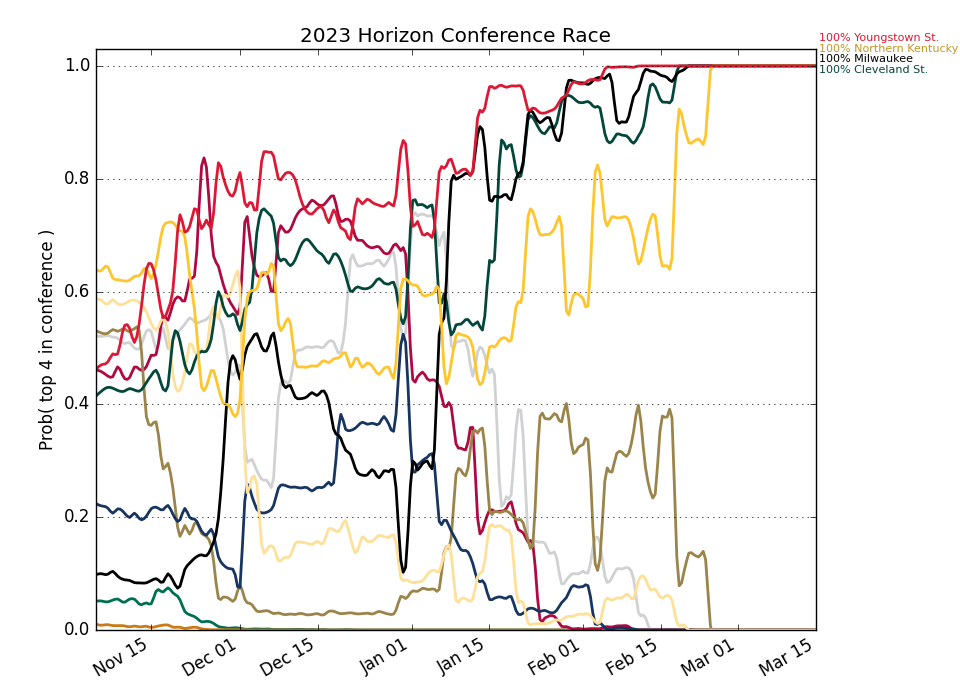 2023 Horizon Conference Race
100% Youngstown St.
100% Northern Kentucky
100% Milwaukee
100% Cleveland St.
Prob( top 4 in conference )
1.0
0.8
0.6
0.4
0.2
0.0
Nov 15
Dec 01
Dec 15
Jan 01
Jan 15
Feb 01
Feb 15
Mar 01
Mar 15